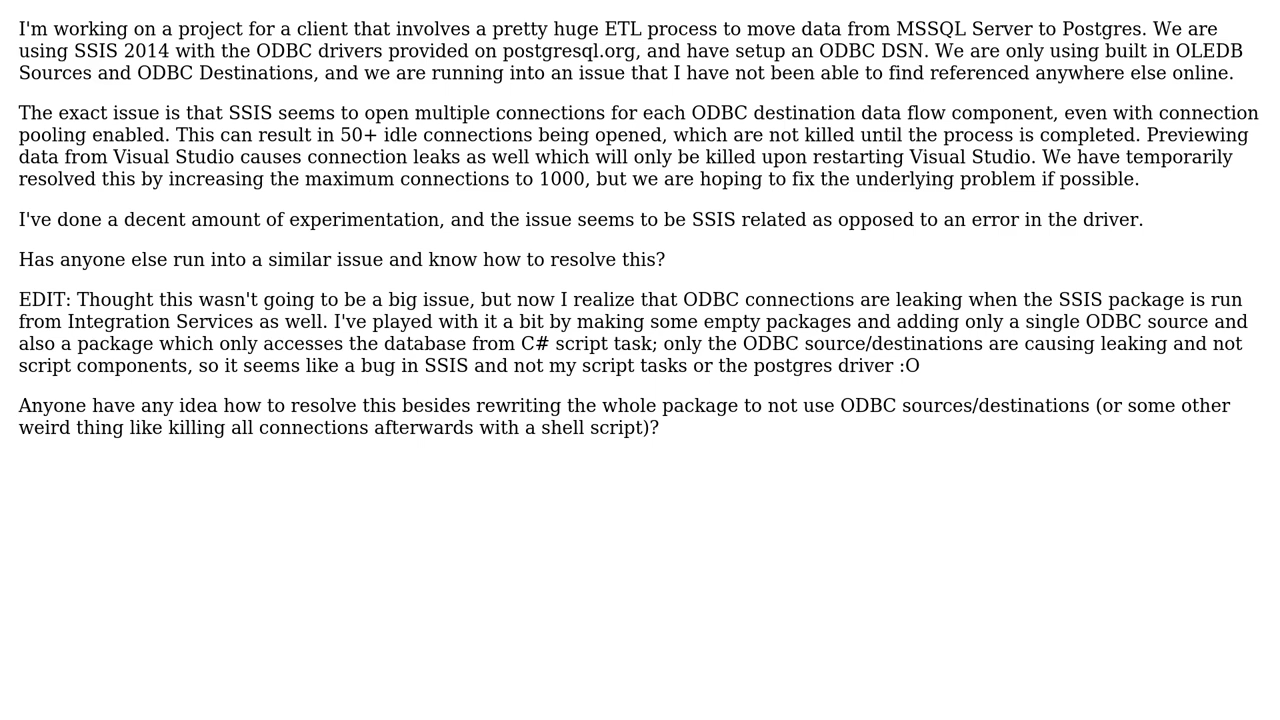 I'm working on a project for a client that involves a pretty huge ETL process to move data from MSSQL Server to Postgres. We are
using SSIS 2014 with the ODBC drivers provided on postgresql.org, and have setup an ODBC DSN. We are only using built in OLEDB
Sources and ODBC Destinations, and we are running into an issue that I have not been able to find referenced anywhere else online.
The exact issue is that SSIS seems to open multiple connections for each ODBC destination data flow component, even with connection
pooling enabled. This can result in 50+ idle connections being opened, which are not killed until the process is completed. Previewing
data from Visual Studio causes connection leaks as well which will only be killed upon restarting Visual Studio. We have temporarily
resolved this by increasing the maximum connections to 1000, but we are hoping to fix the underlying problem if possible.
I've done a decent amount of experimentation, and the issue seems to be SSIS related as opposed to an error in the driver.
Has anyone else run into a similar issue and know how to resolve this?
EDIT: Thought this wasn't going to be a big issue, but now I realize that ODBC connections are leaking when the SSIS package is run
from Integration Services as well. I've played with it a bit by making some empty packages and adding only a single ODBC source and
also a package which only accesses the database from C# script task; only the ODBC source/destinations are causing leaking and not
script components, so it seems like a bug in SSIS and not my script tasks or the postgres driver :O
Anyone have any idea how to resolve this besides rewriting the whole package to not use ODBC sources/destinations (or some other
weird thing like killing all connections afterwards with a shell script)?